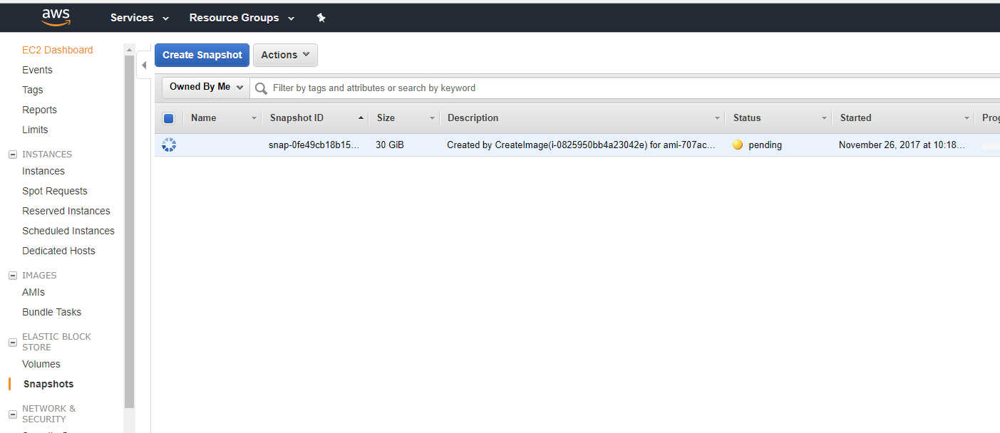 aws Services Resource Groups
EC2 Dashboard
Events
Tags
Reports
Limits
INSTANCES
Instances
Spot Requests
Reserved Instances
Scheduled Instances
Dedicated Hosts
IMAGES
AMIs
Bundle Tasks
ELASTIC BLOCK
STORE
Volumes
Snapshots
NETWORK &
SECURITY
Create Snapshot Actions
Owned By Me Filter by tags and attributes or search by keyword
Name Snapshot ID Size Description Status Started Prog
snap-0fe49cb18b15... 30 GiB Created by CreateImage(i-0825950bb4a23042e) for ami-707ac... pending November 26, 2017 at 10:18...